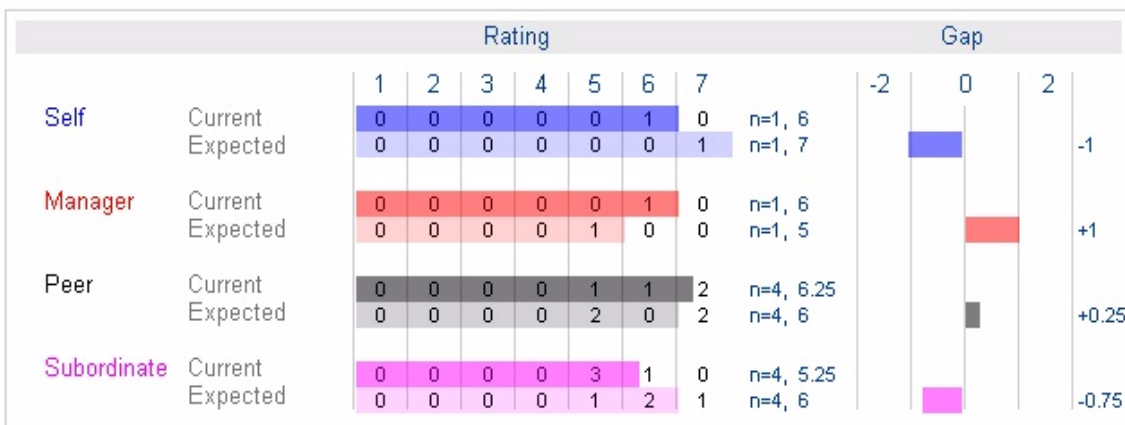 Rating Gap
1 2 3 4 5 6 7 -2 0 2
Self Current 0 0 0 0 0 1 0 n=1, 6
Expected 0 0 0 0 0 0 1 n=1, 7 -1
Manager Current 0 0 0 0 0 1 0 n=1, 6
Expected 0 0 0 0 1 0 0 n=1, 5 +1
Peer Current 0 0 0 0 1 1 2 n=4, 6.25
Expected 0 0 0 0 2 0 2 n=4, 6 +0.25
Subordinate Current 0 0 0 0 3 1 0 n=4, 5.25
Expected 0 0 0 0 1 2 1 n=4, 6 -0.75